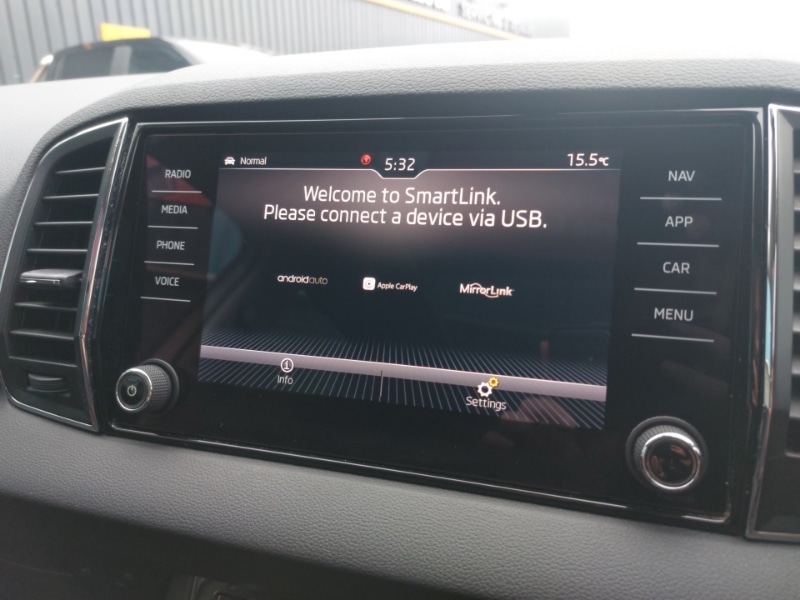 Normal
5:32
15.5°C
Welcome to SmartLink.
Please connect a device via USB.
androidauto
Apple CarPlay
MirrorLink
Info
Settings
RADIO
MEDIA
PHONE
VOICE
NAV
APP
CAR
MENU